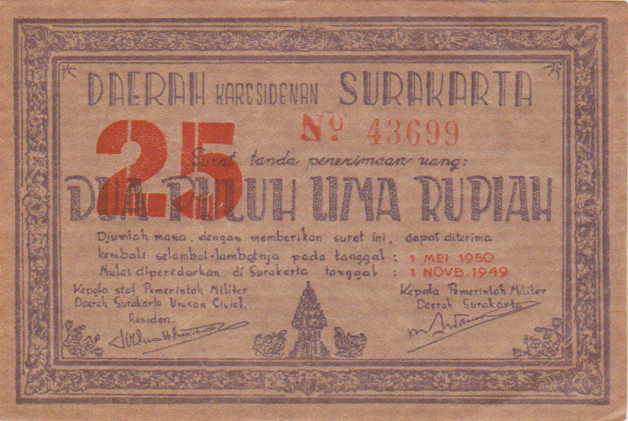 DAERAH KARESIDENAN SURAKARTA
25
Nº 43699
Surat tanda penerimaan uang:
DUA PULUH LIMA RUPIAH
Djumlah mana, dengan memberikan surat ini, dapat diterima
kembali selambat-lambatnja pada tanggal : 1 MEI 1950
Mulai diperedarkan di Surakarta tanggal : 1 NOVB. 1949
Kepala staf Pemerintah Militer
Daerah Surakarta Urusan Civiel.
Residen.
Kepala Pemerintah Militer
Daerah Surakarta